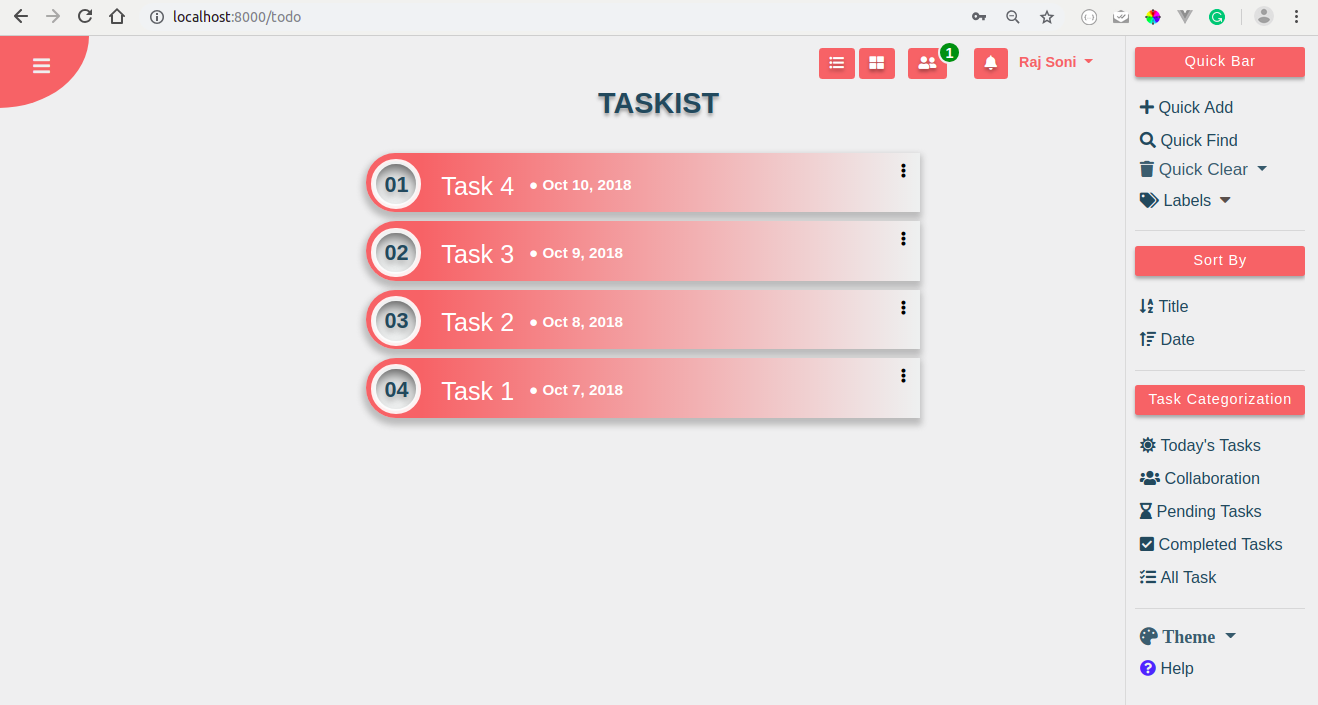 localhost:8000/todo
1
Raj Soni
TASKIST
01 Task 4 ● Oct 10, 2018
02 Task 3 ● Oct 9, 2018
03 Task 2 ● Oct 8, 2018
04 Task 1 ● Oct 7, 2018
Quick Bar
Quick Add
Quick Find
Quick Clear
Labels
Sort By
Title
Date
Task Categorization
Today's Tasks
Collaboration
Pending Tasks
Completed Tasks
All Task
Theme
Help